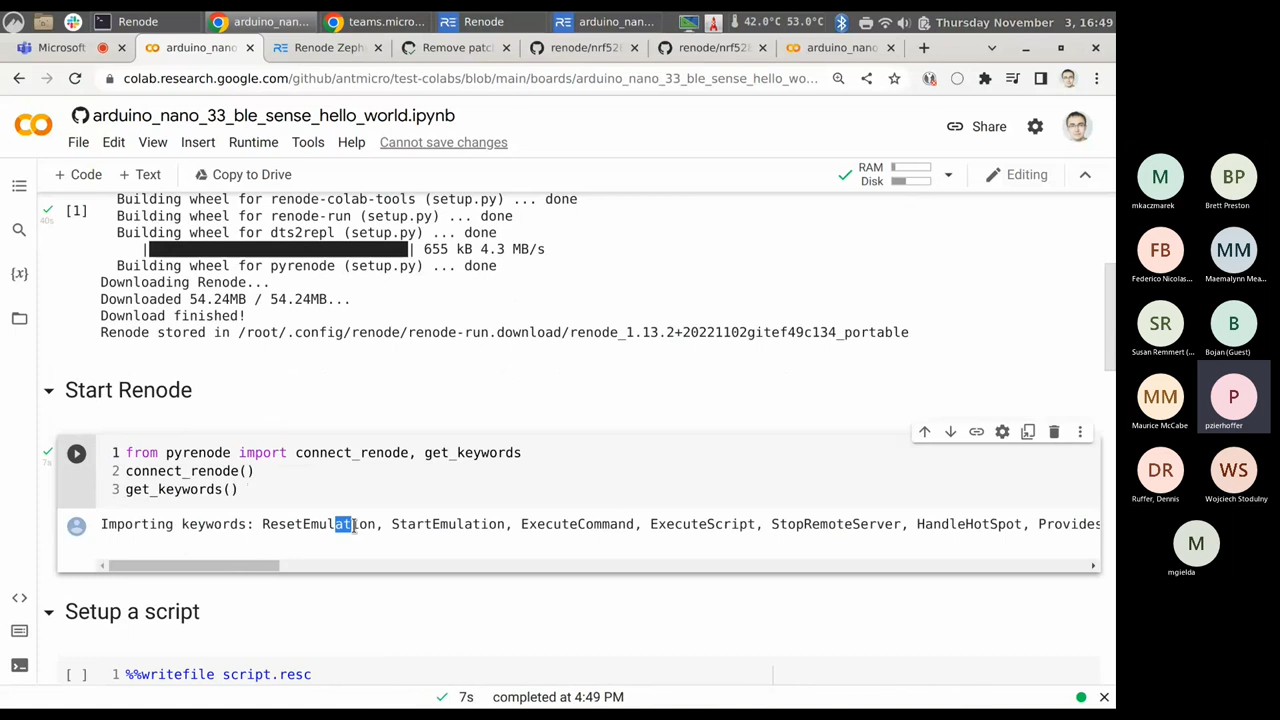 Renode
arduino_nano...
teams.micro...
Renode
arduino_nan...
42.0°C 53.0°C
Thursday November 3, 16:49
Microsoft
arduino_nano
Renode Zeph
Remove patc
renode/nrf52
renode/nrf528
arduino_nano
colab.research.google.com/github/antmicro/test-colabs/blob/main/boards/arduino_nano_33_ble_sense_hello_wo...
arduino_nano_33_ble_sense_hello_world.ipynb
Share
File Edit View Insert Runtime Tools Help Cannot save changes
+ Code + Text Copy to Drive
RAM
Disk
Editing
[1]
40s
Building wheel for renode-colab-tools (setup.py) ... done
Building wheel for renode-run (setup.py) ... done
Building wheel for dts2repl (setup.py) ... done
| | 655 kB 4.3 MB/s
Building wheel for pyrenode (setup.py) ... done
Downloading Renode...
Downloaded 54.24MB / 54.24MB...
Download finished!
Renode stored in /root/.config/renode/renode-run.download/renode_1.13.2+20221102gitef49c134_portable
Start Renode
7s
1 from pyrenode import connect_renode, get_keywords
2 connect_renode()
3 get_keywords()
Importing keywords: ResetEmulation, StartEmulation, ExecuteCommand, ExecuteScript, StopRemoteServer, HandleHotSpot, Provides
Setup a script
[ ]
1 %%writefile script.resc
7s completed at 4:49 PM
M
mkaczmarek
BP
Brett Preston
FB
Federico Nicolas...
MM
Maemalynn Mea...
SR
Susan Remmert (...
B
Bojan (Guest)
MM
Maurice McCabe
P
pzierhoffer
DR
Ruffer, Dennis
WS
Wojciech Stodulny
M
mgielda